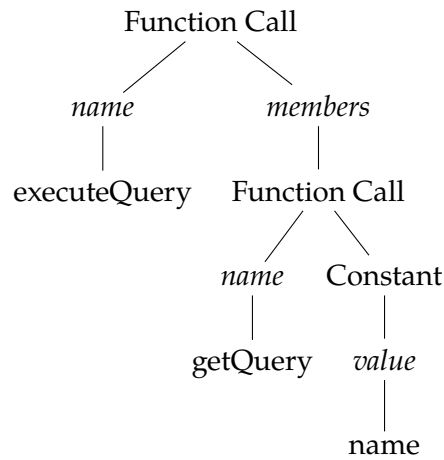 Function Call
name members
executeQuery Function Call
name Constant
getQuery value
name